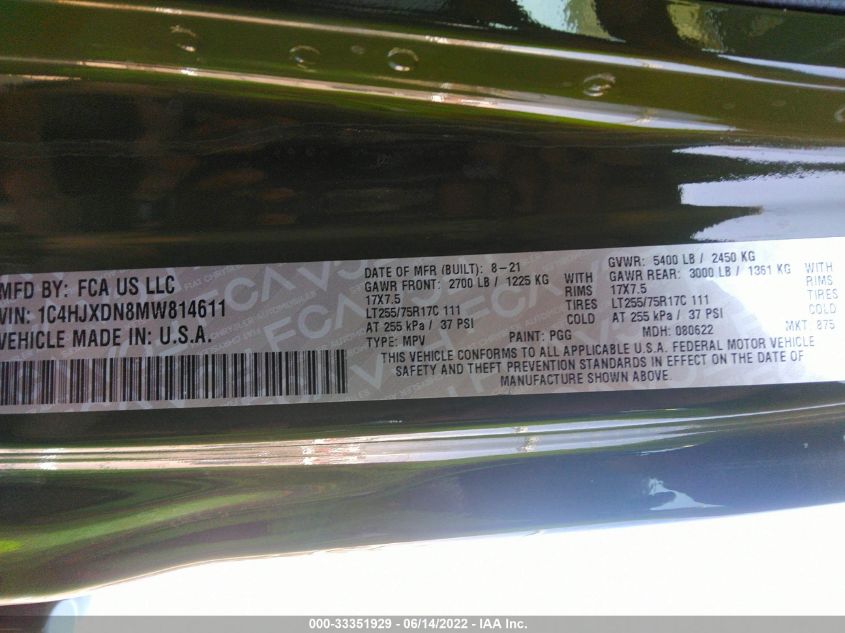 MFD BY: FCA US LLC
VIN: 1C4HJXDN8MW814611
VEHICLE MADE IN: U.S.A.
DATE OF MFR (BUILT): 8-21
GAWR FRONT: 2700 LB / 1225 KG WITH
17X7.5 RIMS
LT255/75R17C 111 TIRES
AT 255 kPa / 37 PSI COLD
TYPE: MPV PAINT: PGG
GVWR: 5400 LB / 2450 KG
GAWR REAR: 3000 LB / 1361 KG WITH
17X7.5 RIMS
LT255/75R17C 111 TIRES
AT 255 kPa / 37 PSI COLD
MDH: 080622 MKT: 875
THIS VEHICLE CONFORMS TO ALL APPLICABLE U.S.A. FEDERAL MOTOR VEHICLE
SAFETY AND THEFT PREVENTION STANDARDS IN EFFECT ON THE DATE OF
MANUFACTURE SHOWN ABOVE.
000-33351929 - 06/14/2022 - IAA Inc.